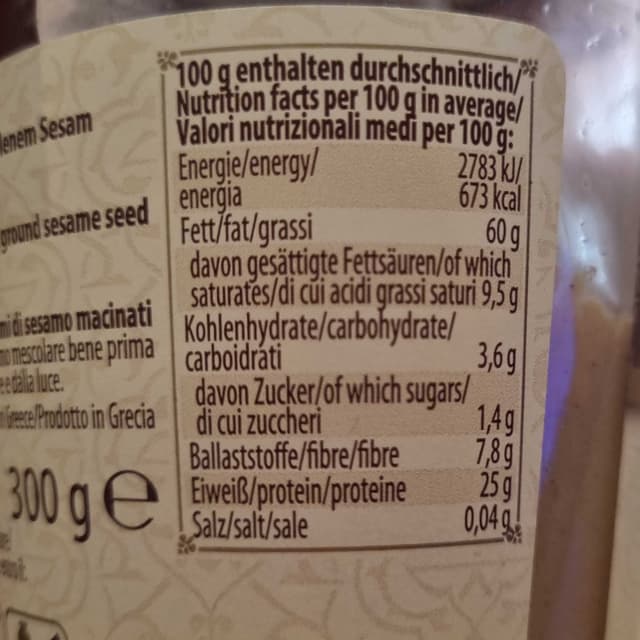 lenem Sesam
ground sesame seed
mi di sesamo macinati
mescolare bene prima
e dalla luce.
Greece/Prodotto in Grecia
300 g e
100 g enthalten durchschnittlich/
Nutrition facts per 100 g in average/
Valori nutrizionali medi per 100 g:
Energie/energy/ 2783 kJ/
energia 673 kcal
Fett/fat/grassi 60 g
davon gesättigte Fettsäuren/of which
saturates/di cui acidi grassi saturi 9,5 g
Kohlenhydrate/carbohydrate/
carboidrati 3,6 g
davon Zucker/of which sugars/
di cui zuccheri 1,4 g
Ballaststoffe/fibre/fibre 7,8 g
Eiweiß/protein/proteine 25 g
Salz/salt/sale 0,04 g